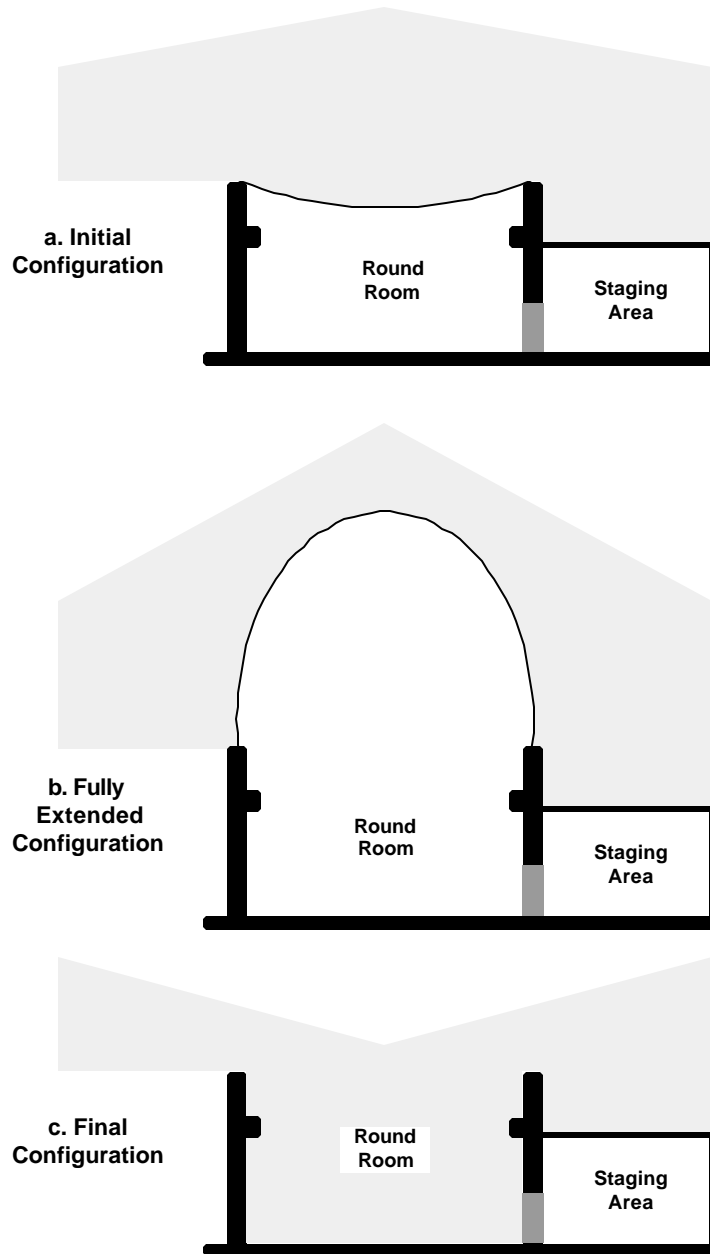 a. Initial
Configuration
Round
Room
Staging
Area
b. Fully
Extended
Configuration
Round
Room
Staging
Area
c. Final
Configuration
Round
Room
Staging
Area